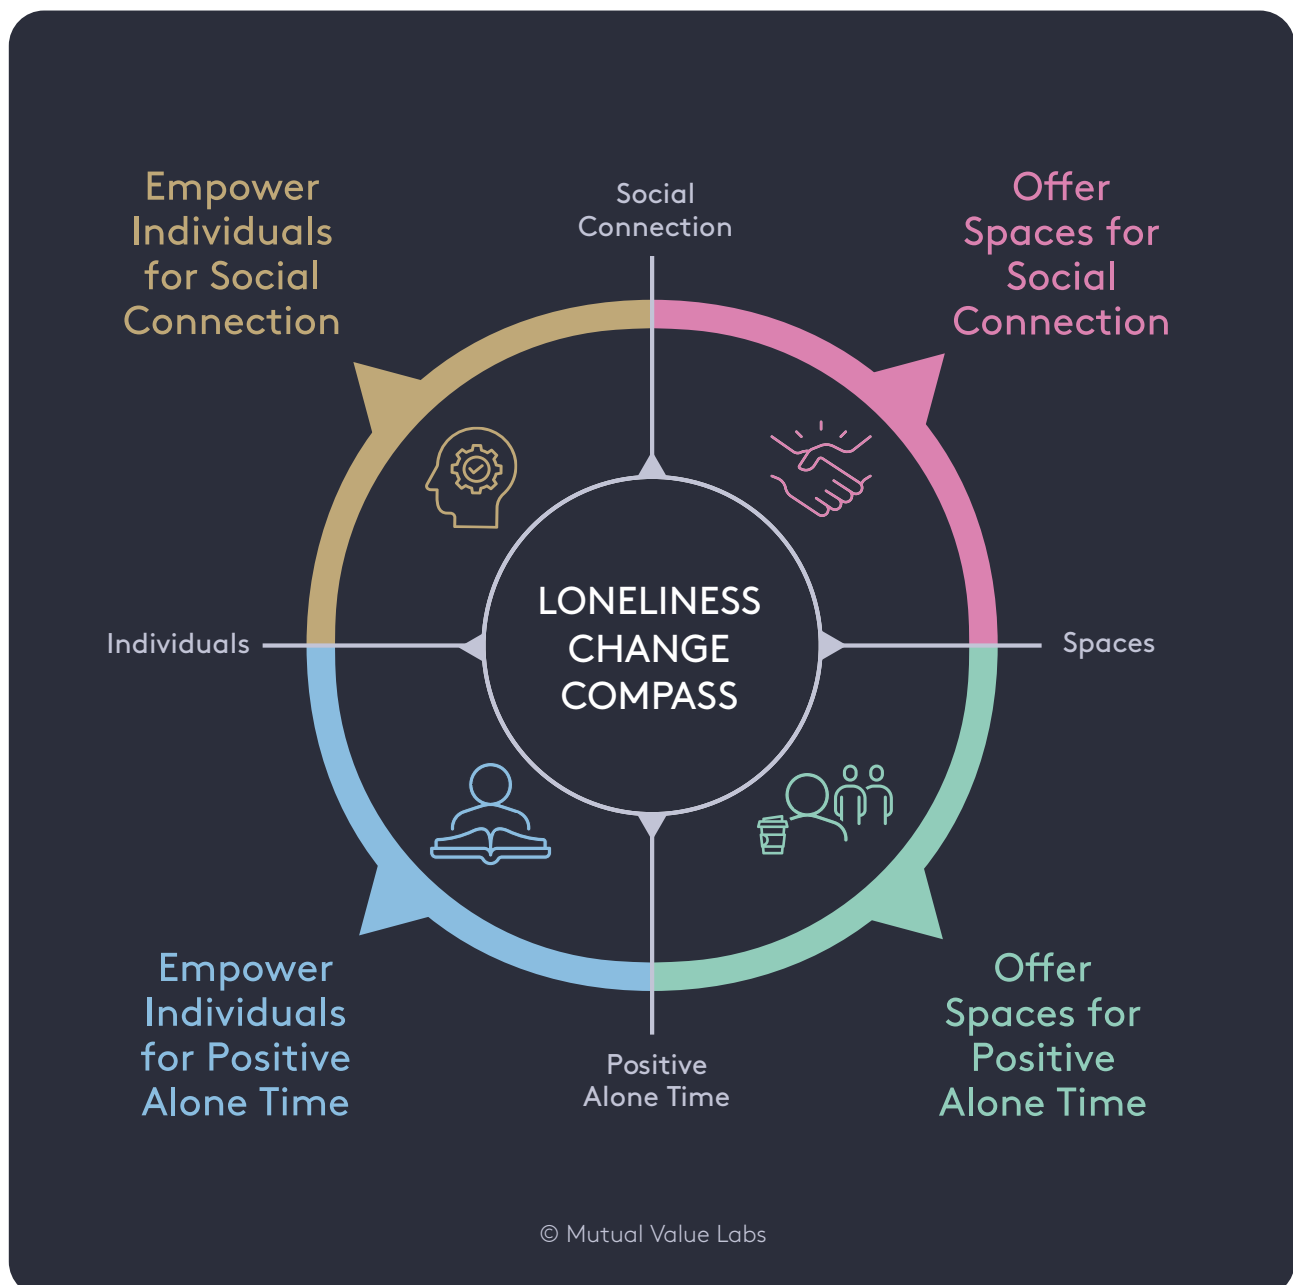 Empower
Individuals
for Social
Connection
Social
Connection
Offer
Spaces for
Social
Connection
Individuals
LONELINESS
CHANGE
COMPASS
Spaces
Empower
Individuals
for Positive
Alone Time
Positive
Alone Time
Offer
Spaces for
Positive
Alone Time
© Mutual Value Labs